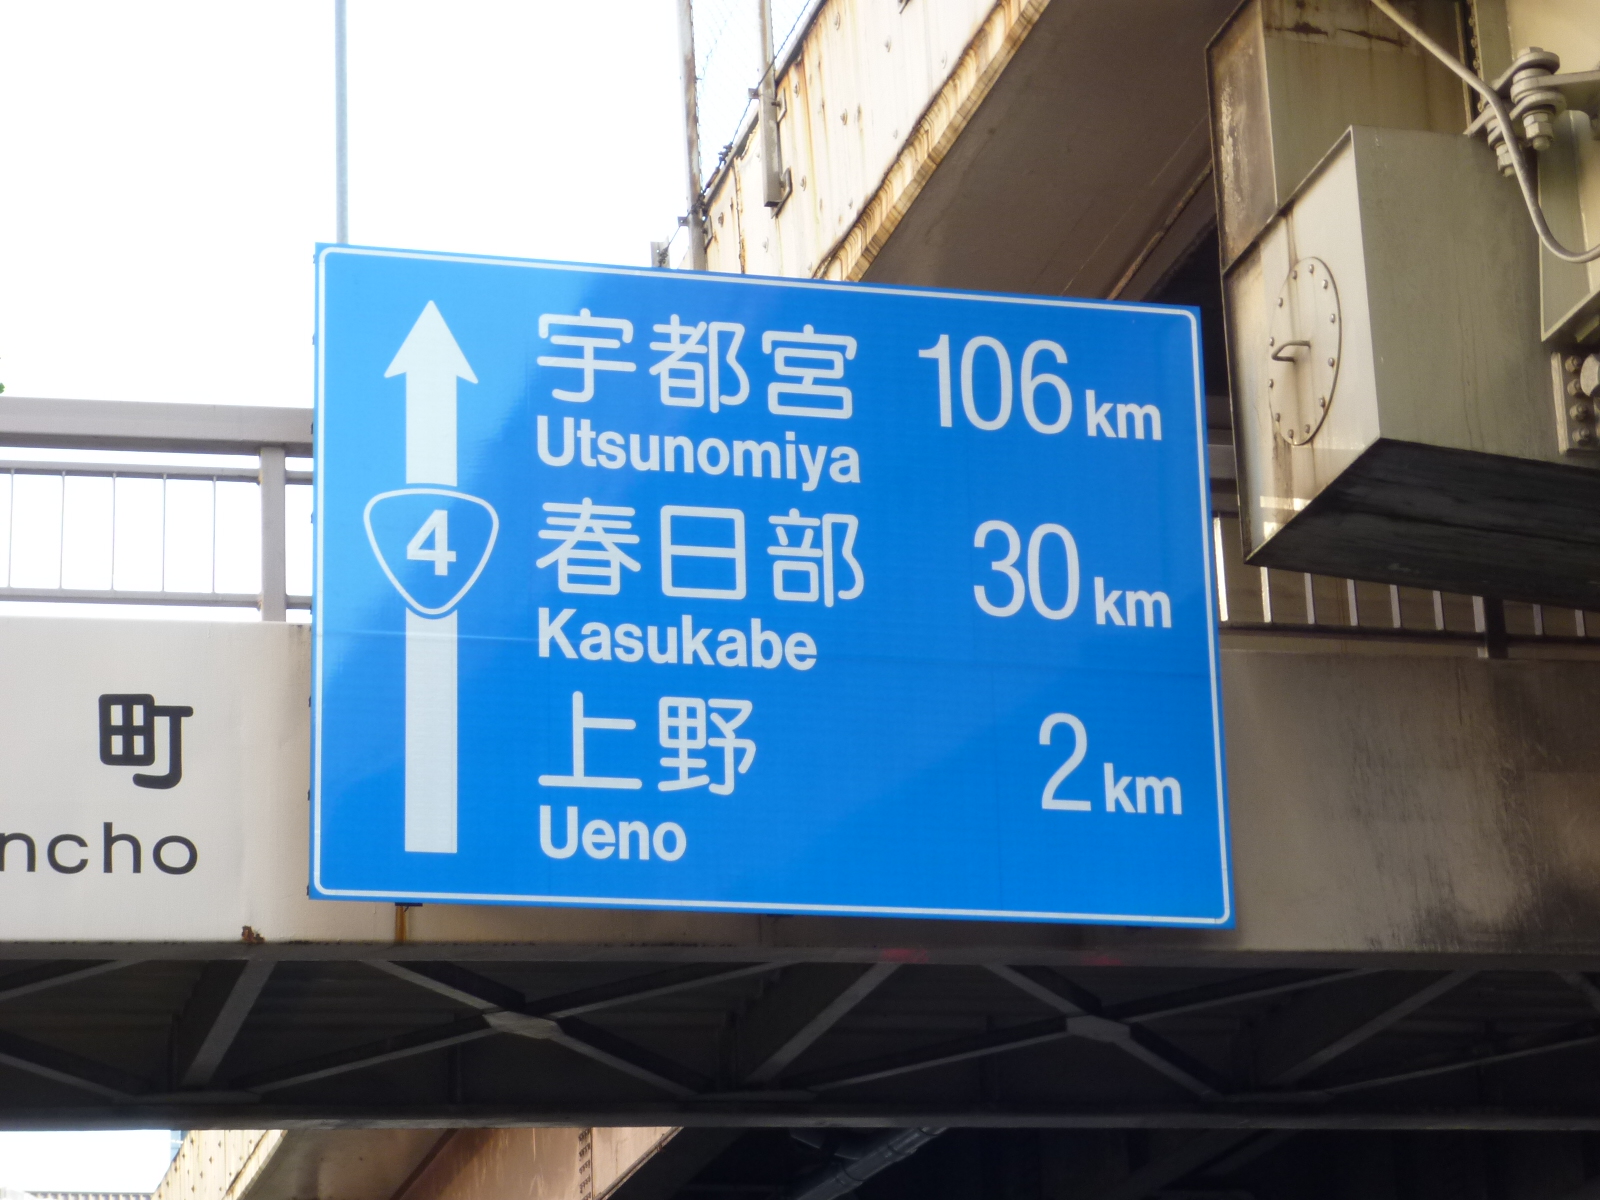 宇都宮 106 km
Utsunomiya
4
春日部 30 km
Kasukabe
上野 2 km
Ueno
町
ncho